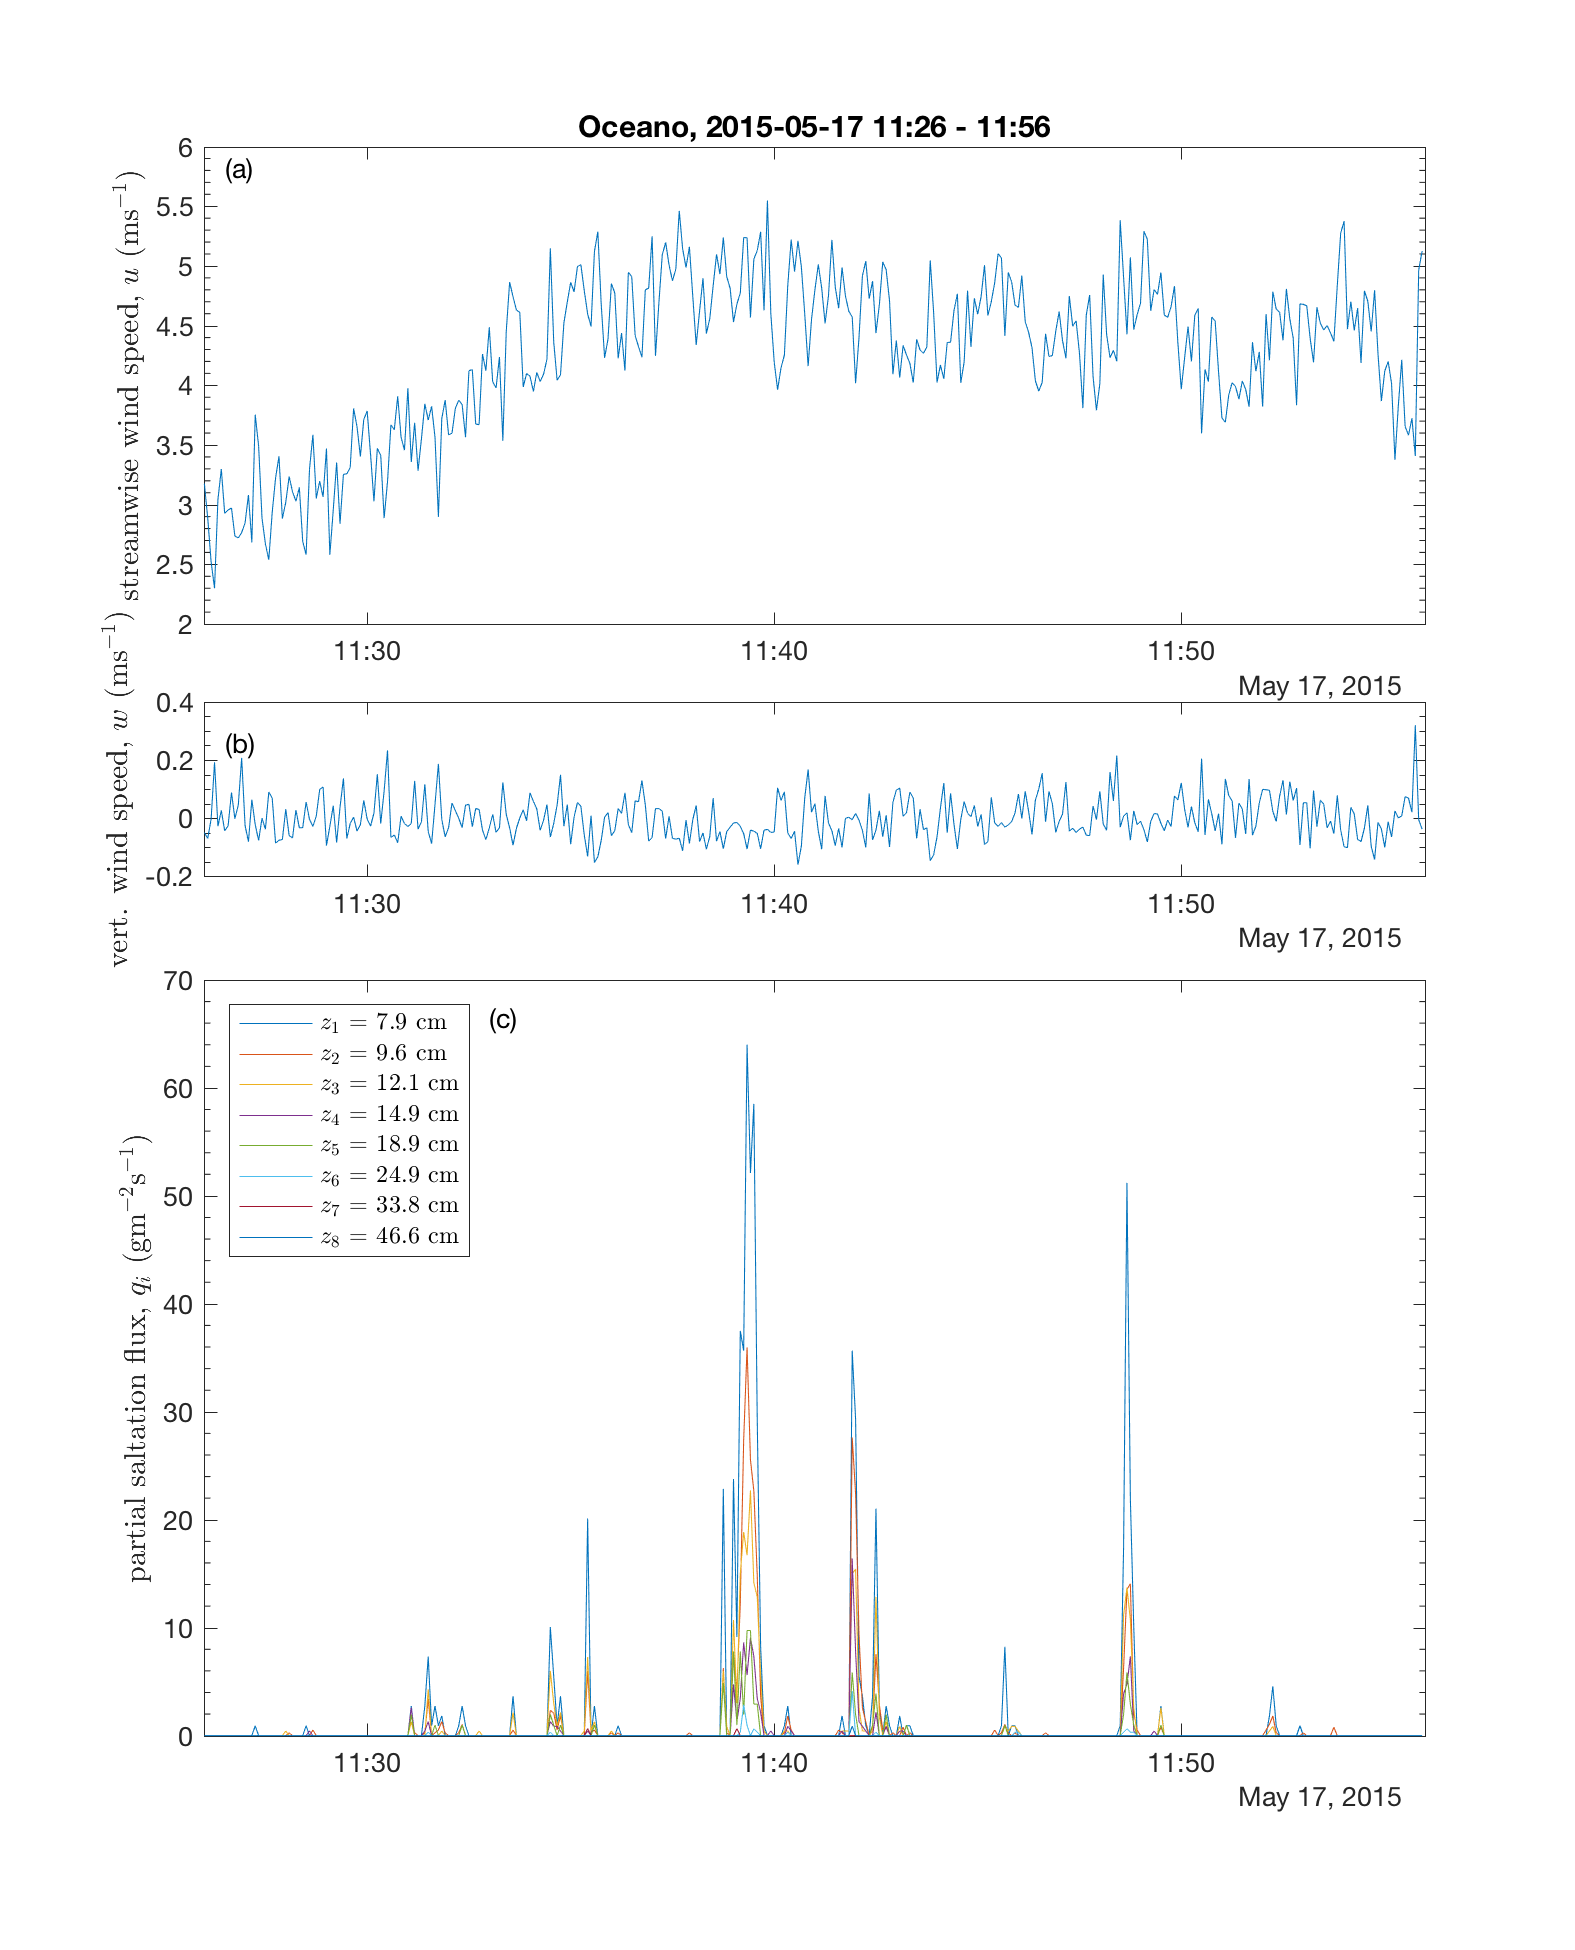 Oceano, 2015-05-17 11:26 - 11:56
(a)
streamwise wind speed, u (ms⁻¹)
6
5.5
5
4.5
4
3.5
3
2.5
2
11:30 11:40 11:50
May 17, 2015
(b)
vert. wind speed, w (ms⁻¹)
0.4
0.2
0
-0.2
11:30 11:40 11:50
May 17, 2015
(c)
partial saltation flux, qᵢ (gm⁻²s⁻¹)
70
60
50
40
30
20
10
0
z₁ = 7.9 cm
z₂ = 9.6 cm
z₃ = 12.1 cm
z₄ = 14.9 cm
z₅ = 18.9 cm
z₆ = 24.9 cm
z₇ = 33.8 cm
z₈ = 46.6 cm
11:30 11:40 11:50
May 17, 2015